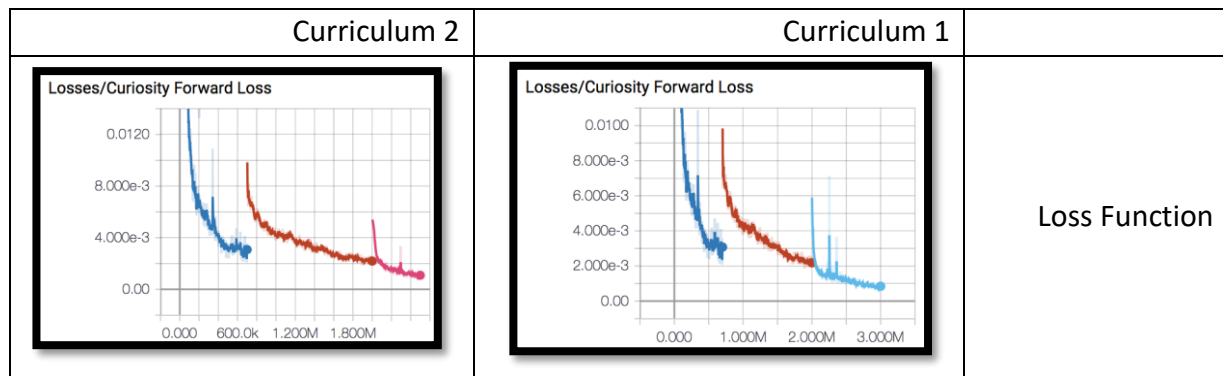 Curriculum 2
Curriculum 1
Losses/Curiosity Forward Loss
0.0120
8.000e-3
4.000e-3
0.00
0.000 600.0k 1.200M 1.800M
Losses/Curiosity Forward Loss
0.0100
8.000e-3
6.000e-3
4.000e-3
2.000e-3
0.00
0.000 1.000M 2.000M 3.000M
Loss Function